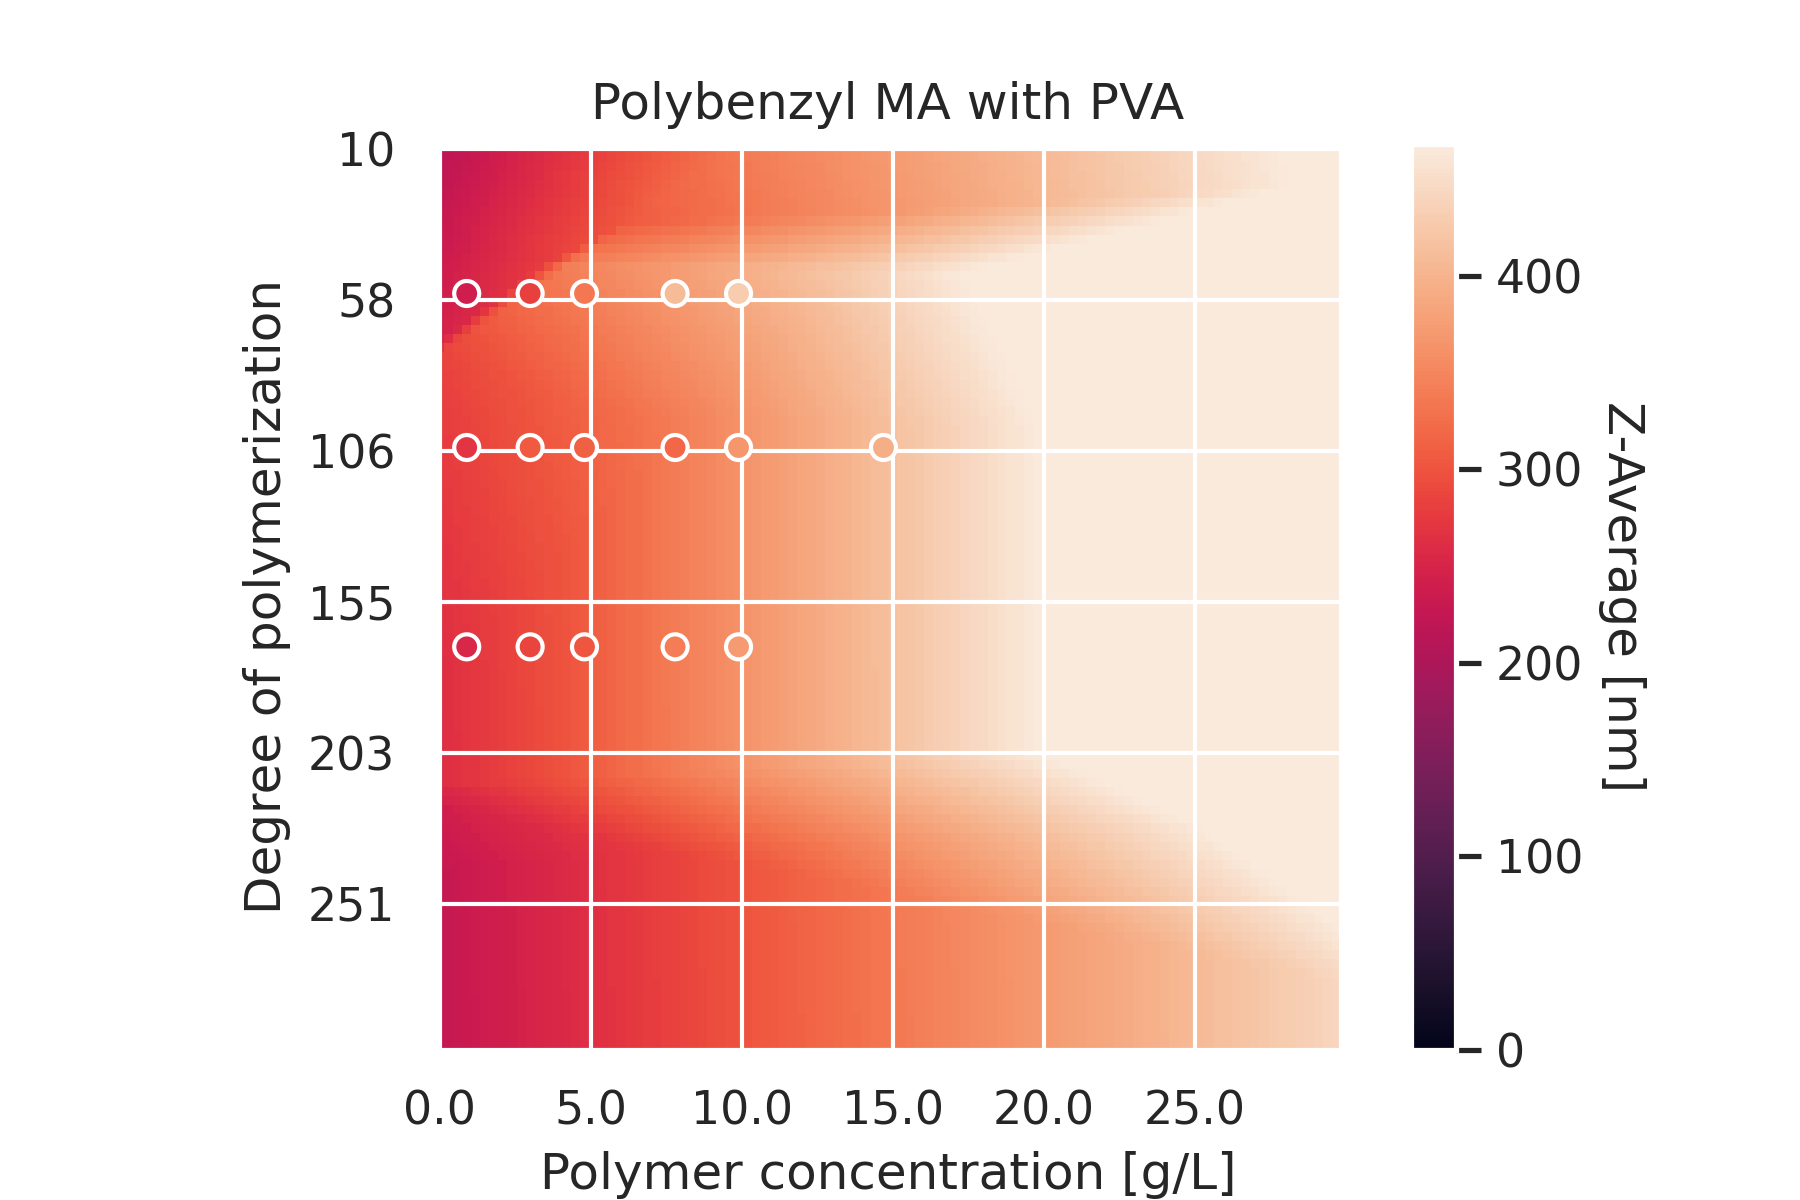 Polybenzyl MA with PVA
10
58
106
155
203
251
Degree of polymerization
0.0 5.0 10.0 15.0 20.0 25.0
Polymer concentration [g/L]
400
300
200
100
0
Z-Average [nm]